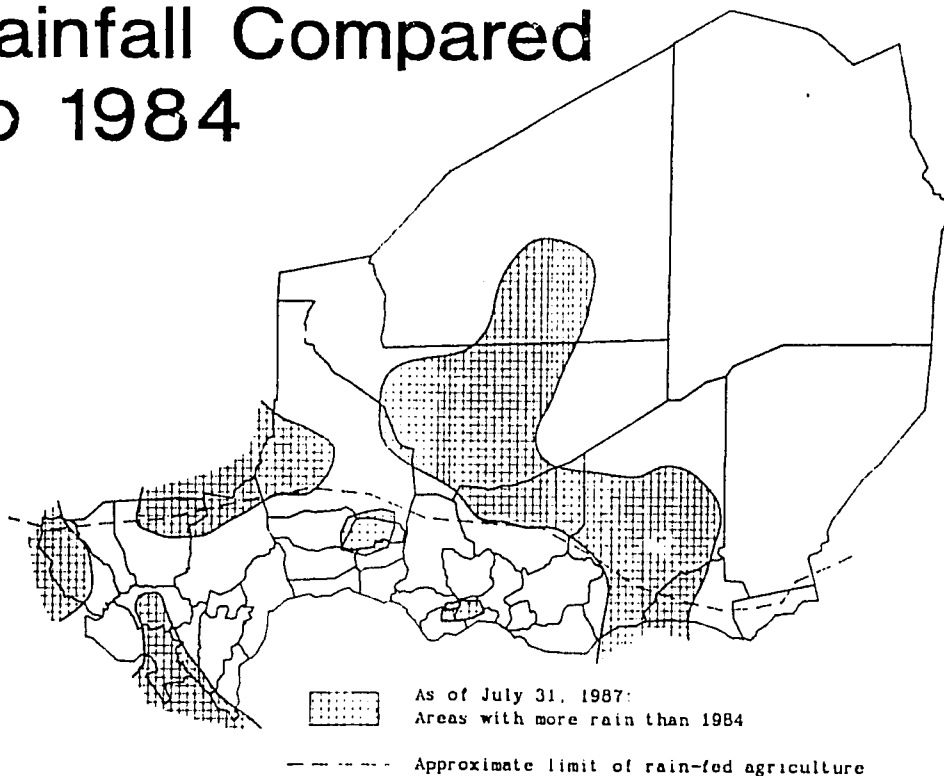 ainfall Compared
o 1984
As of July 31, 1987:
Areas with more rain than 1984
Approximate limit of rain-fed agriculture